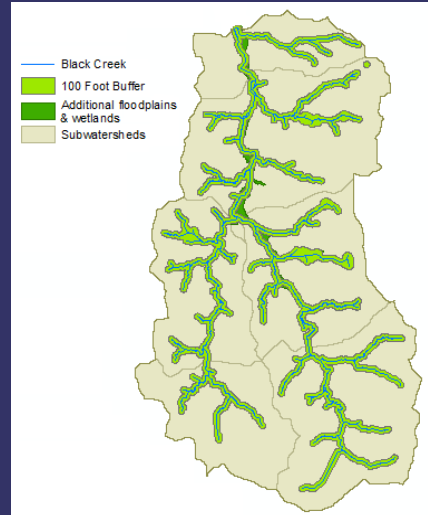 Black Creek
100 Foot Buffer
Additional floodplains
& wetlands
Subwatersheds